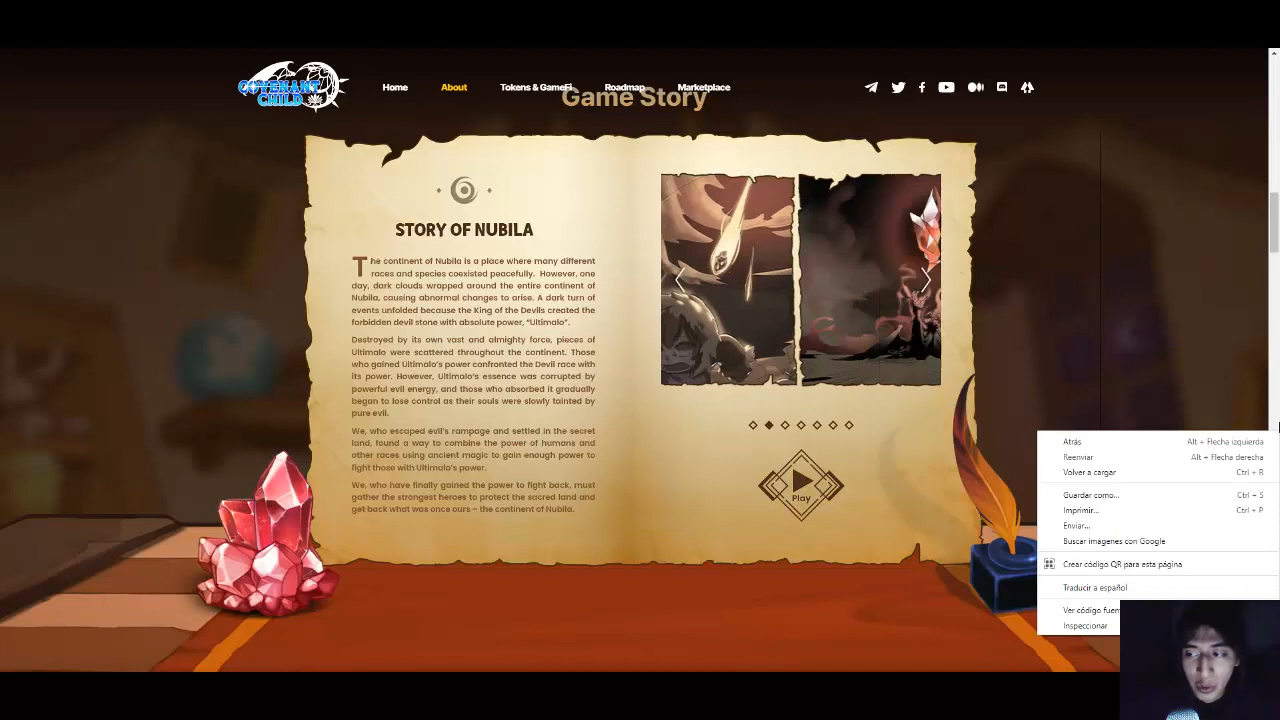 COVENANT
CHILD
Home About Tokens & GameFi Roadmap Marketplace
Game Story
STORY OF NUBILA
The continent of Nubila is a place where many different
races and species coexisted peacefully. However, one
day, dark clouds wrapped around the entire continent of
Nubila, causing abnormal changes to arise. A dark turn of
events unfolded because the King of the Devils created the
forbidden devil stone with absolute power, “Ultimalo”.
Destroyed by its own vast and almighty force, pieces of
Ultimalo were scattered throughout the continent. Those
who gained Ultimalo’s power confronted the Devil race with
its power. However, Ultimalo’s essence was corrupted by
powerful evil energy, and those who absorbed it gradually
began to lose control as their souls were slowly tainted by
pure evil.
We, who escaped evil’s rampage and settled in the secret
land, found a way to combine the power of humans and
other races using ancient magic to gain enough power to
fight those with Ultimalo’s power.
We, who have finally gained the power to fight back, must
gather the strongest heroes to protect the sacred land and
get back what was once ours – the continent of Nubila.
Play
Atrás Alt + Flecha izquierda
Reenviar Alt + Flecha derecha
Volver a cargar Ctrl + R
Guardar como... Ctrl + S
Imprimir... Ctrl + P
Enviar...
Buscar imágenes con Google
Crear código QR para esta página
Traducir a español
Ver código fuen
Inspeccionar